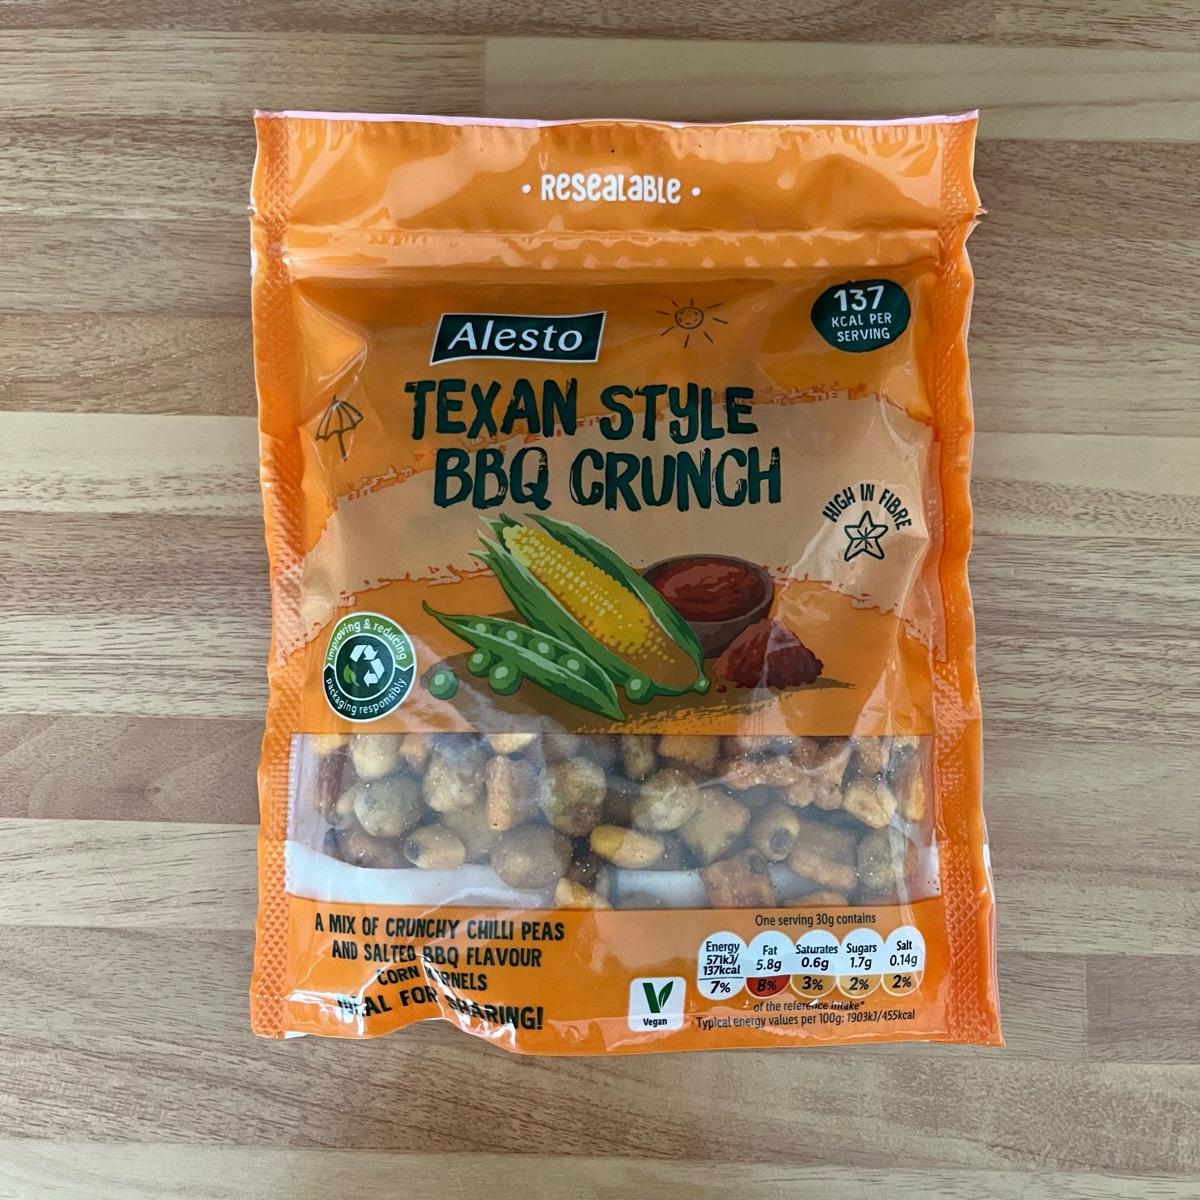 • Resealable •
Alesto
137
KCAL PER
SERVING
TEXAN STYLE
BBQ CRUNCH
HIGH IN FIBRE
Improving & reducing
packaging responsibly
A MIX OF CRUNCHY CHILLI PEAS
AND SALTED BBQ FLAVOUR
CORN KERNELS
IDEAL FOR SHARING!
Vegan
One serving 30g contains
Energy
571kJ/
137kcal
7%
Fat
5.8g
8%
Saturates
0.6g
3%
Sugars
1.7g
2%
Salt
0.14g
2%
of the reference intake*
Typical energy values per 100g: 1903kJ/455kcal